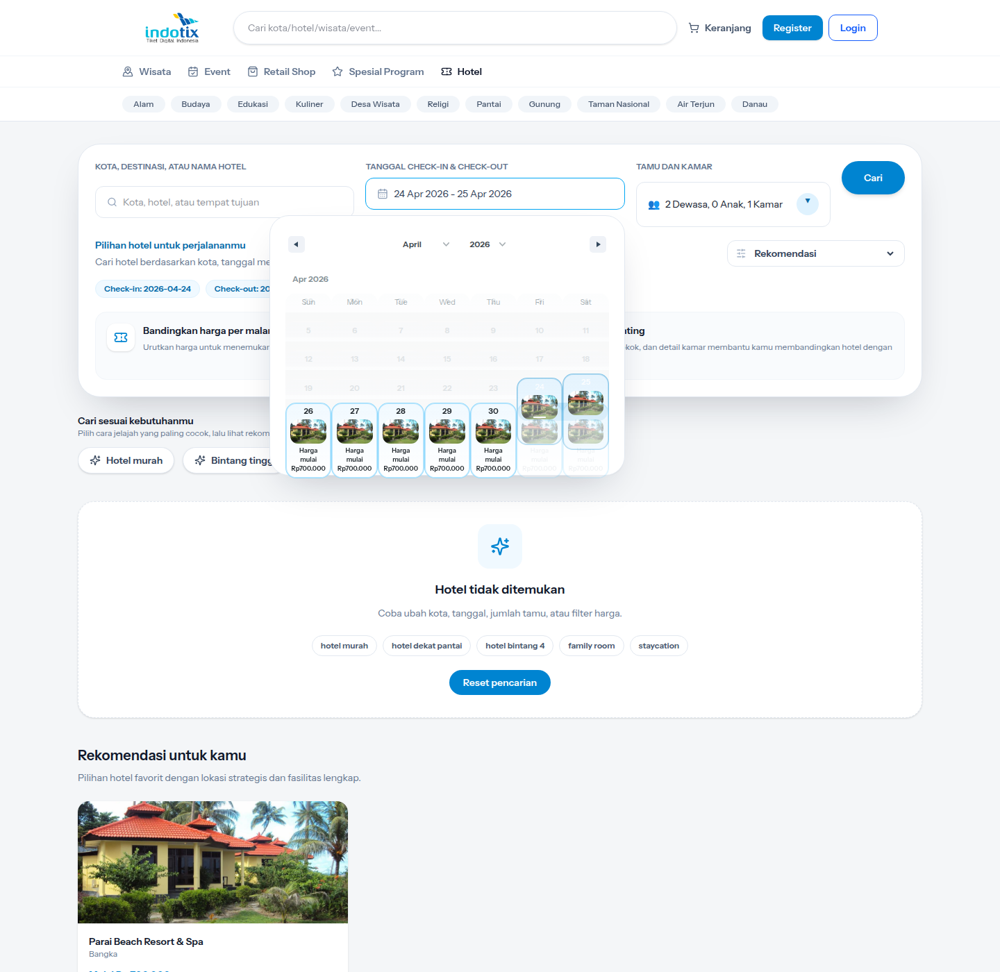 indotix
Tiket Digital Indonesia
Cari kota/hotel/wisata/event...
Keranjang
Register
Login
Wisata
Event
Retail Shop
Spesial Program
Hotel
Alam
Budaya
Edukasi
Kuliner
Desa Wisata
Religi
Pantai
Gunung
Taman Nasional
Air Terjun
Danau
KOTA, DESTINASI, ATAU NAMA HOTEL
Kota, hotel, atau tempat tujuan
TANGGAL CHECK-IN & CHECK-OUT
24 Apr 2026 - 25 Apr 2026
TAMU DAN KAMAR
2 Dewasa, 0 Anak, 1 Kamar
Cari
Pilihan hotel untuk perjalananmu
Cari hotel berdasarkan kota, tanggal me
Rekomendasi
Check-in: 2026-04-24
Check-out: 20
Bandingkan harga per malam
Urutkan harga untuk menemukan
nting
kok, dan detail kamar membantu kamu membandingkan hotel dengan
April
2026
Apr 2026
Sun Mon Tue Wed Thu Fri Sat
5 6 7 8 9 10 11
12 13 14 15 16 17 18
19 20 21 22 23 24 25
26 27 28 29 30
Harga mulai Rp700.000
Harga mulai Rp700.000
Harga mulai Rp700.000
Harga mulai Rp700.000
Harga mulai Rp700.000
Harga mulai Rp700.000
Harga mulai Rp700.000
Cari sesuai kebutuhanmu
Pilih cara jelajah yang paling cocok, lalu lihat rekom
Hotel murah
Bintang tingg
Hotel tidak ditemukan
Coba ubah kota, tanggal, jumlah tamu, atau filter harga.
hotel murah
hotel dekat pantai
hotel bintang 4
family room
staycation
Reset pencarian
Rekomendasi untuk kamu
Pilihan hotel favorit dengan lokasi strategis dan fasilitas lengkap.
Parai Beach Resort & Spa
Bangka